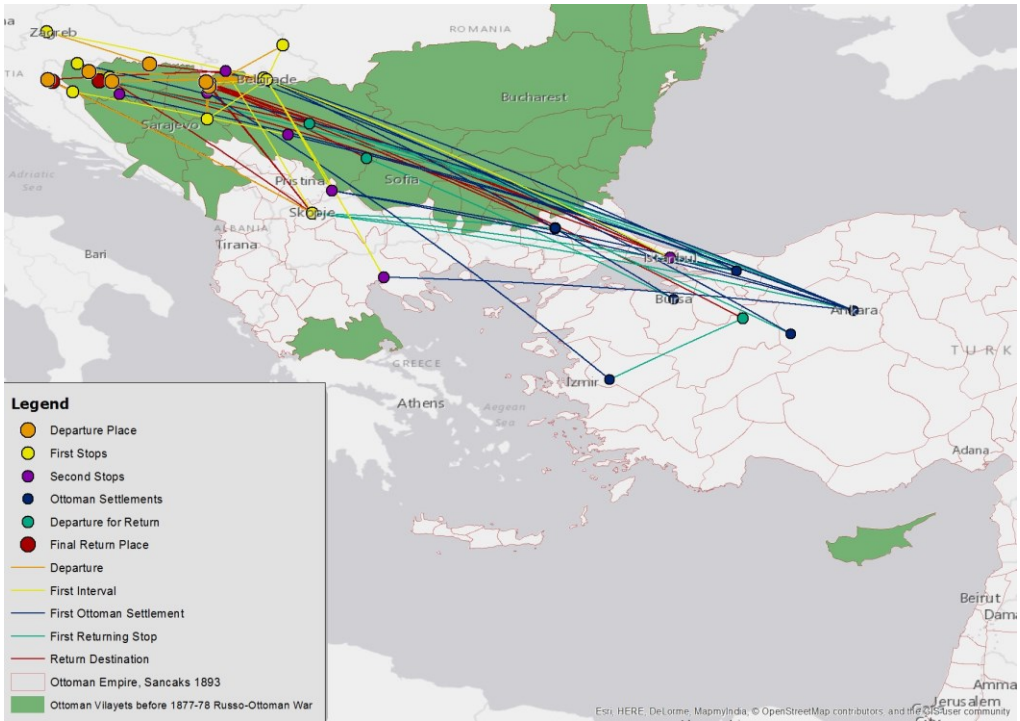 Zagreb
ROMANIA
Belgrade
Bucharest
Sarajevo
Adriatic
Sea
Pristina
Sofia
Skopje
ALBANIA
Tirana
Bari
Istanbul
Bursa
Ankara
TURK
GREECE
Izmir
Athens
Aegean
Sea
Adana
Legend
Departure Place
First Stops
Second Stops
Ottoman Settlements
Departure for Return
Final Return Place
Departure
First Interval
First Ottoman Settlement
First Returning Stop
Return Destination
Ottoman Empire, Sancaks 1893
Ottoman Vilayets before 1877-78 Russo-Ottoman War
Beirut
Dama
Amma
Jerusalem
Esri, HERE, DeLorme, MapmyIndia, © OpenStreetMap contributors, and the GIS user community